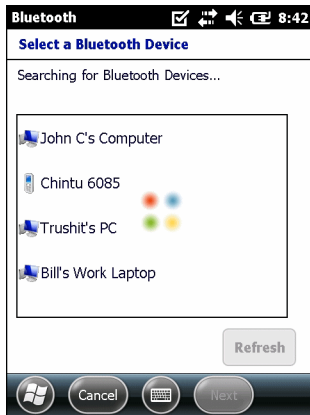 Bluetooth 8:42
Select a Bluetooth Device
Searching for Bluetooth Devices...
John C's Computer
Chintu 6085
Trushit's PC
Bill's Work Laptop
Refresh
Cancel Next